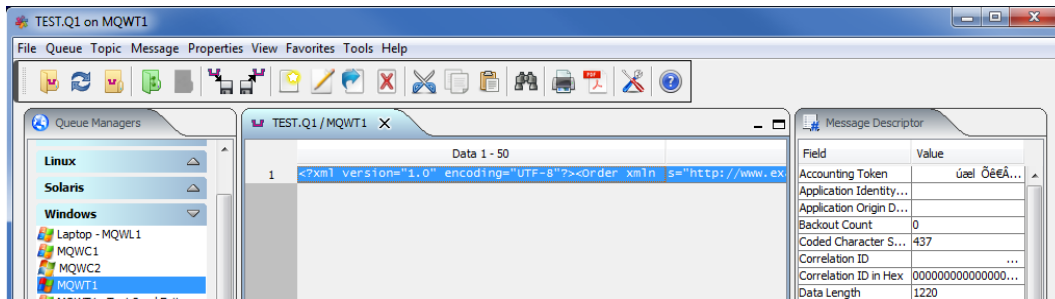 TEST.Q1 on MQWT1
File Queue Topic Message Properties View Favorites Tools Help
PDF
Queue Managers
TEST.Q1 / MQWT1
Message Descriptor
Linux
Solaris
Windows
Laptop - MQWL1
MQWC1
MQWC2
MQWT1
Data 1 - 50
1 <?xml version="1.0" encoding="UTF-8"?><Order xmln s="http://www.ex
Field Value
Accounting Token úæl Õê€Â...
Application Identity...
Application Origin D...
Backout Count 0
Coded Character S... 437
Correlation ID ...
Correlation ID in Hex 000000000000000...
Data Length 1220